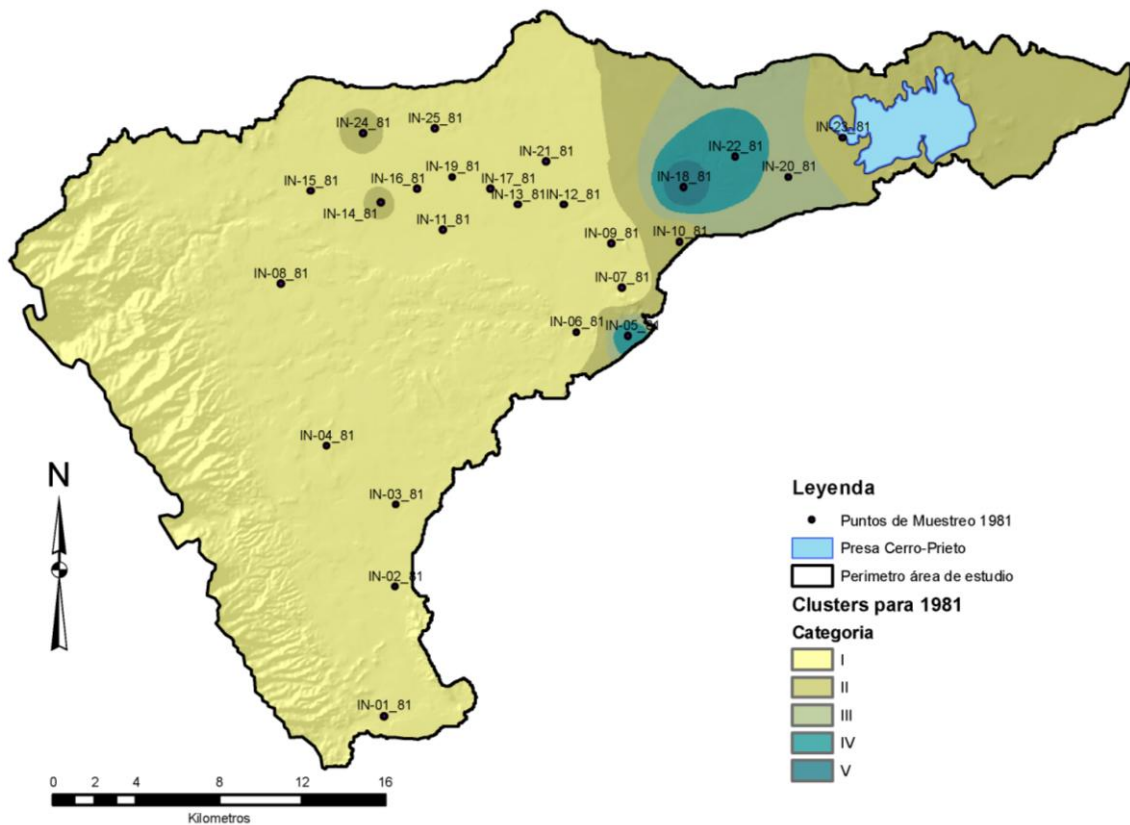 IN-24_81
IN-25_81
IN-23_81
IN-21_81
IN-22_81
IN-19_81
IN-20_81
IN-15_81
IN-16_81
IN-17_81
IN-18_81
IN-13_81
IN-12_81
IN-14_81
IN-11_81
IN-09_81
IN-10_81
IN-08_81
IN-07_81
IN-06_81
IN-05_81
IN-04_81
IN-03_81
IN-02_81
IN-01_81
N
0 2 4 8 12 16
Kilometros
Leyenda
Puntos de Muestreo 1981
Presa Cerro-Prieto
Perimetro área de estudio
Clusters para 1981
Categoria
I
II
III
IV
V